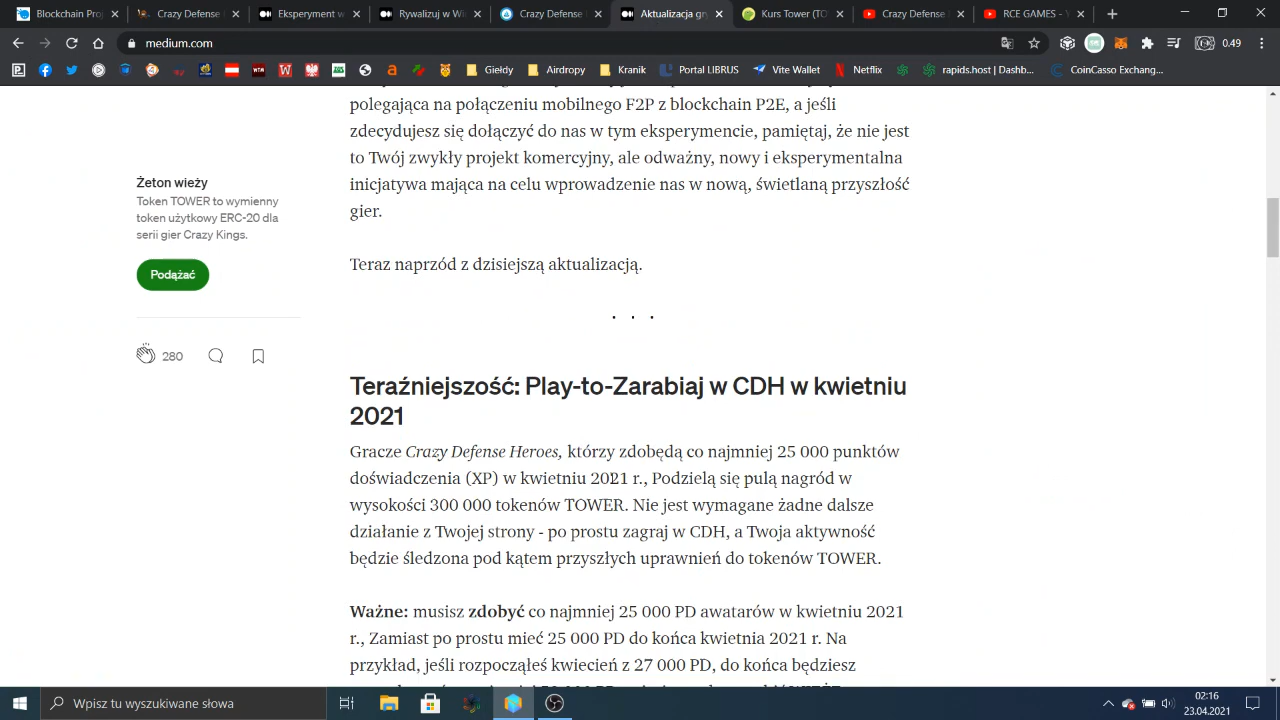 Blockchain Proj
Crazy Defense
Eksperyment w
Rywalizuj w Wi
Crazy Defense
Aktualizacja gr
Kurs Tower (TO
Crazy Defense
RCE GAMES - Y
medium.com
0.49
Giełdy
Airdropy
Kranik
Portal LIBRUS
Vite Wallet
Netflix
rapids.host | Dashb...
CoinCasso Exchang...
polegająca na połączeniu mobilnego F2P z blockchain P2E, a jeśli
zdecydujesz się dołączyć do nas w tym eksperymencie, pamiętaj, że nie jest
to Twój zwykły projekt komercyjny, ale odważny, nowy i eksperymentalna
inicjatywa mająca na celu wprowadzenie nas w nową, świetlaną przyszłość
gier.
Żeton wieży
Token TOWER to wymienny
token użytkowy ERC-20 dla
serii gier Crazy Kings.
Podążać
280
Teraz naprzód z dzisiejszą aktualizacją.
. . .
Teraźniejszość: Play-to-Zarabiaj w CDH w kwietniu
2021
Gracze Crazy Defense Heroes, którzy zdobędą co najmniej 25 000 punktów
doświadczenia (XP) w kwietniu 2021 r., Podzielą się pulą nagród w
wysokości 300 000 tokenów TOWER. Nie jest wymagane żadne dalsze
działanie z Twojej strony - po prostu zagraj w CDH, a Twoja aktywność
będzie śledzona pod kątem przyszłych uprawnień do tokenów TOWER.
Ważne: musisz zdobyć co najmniej 25 000 PD awatarów w kwietniu 2021
r., Zamiast po prostu mieć 25 000 PD do końca kwietnia 2021 r. Na
przykład, jeśli rozpocząłeś kwiecień z 27 000 PD, do końca będziesz
Wpisz tu wyszukiwane słowa
02:16
23.04.2021